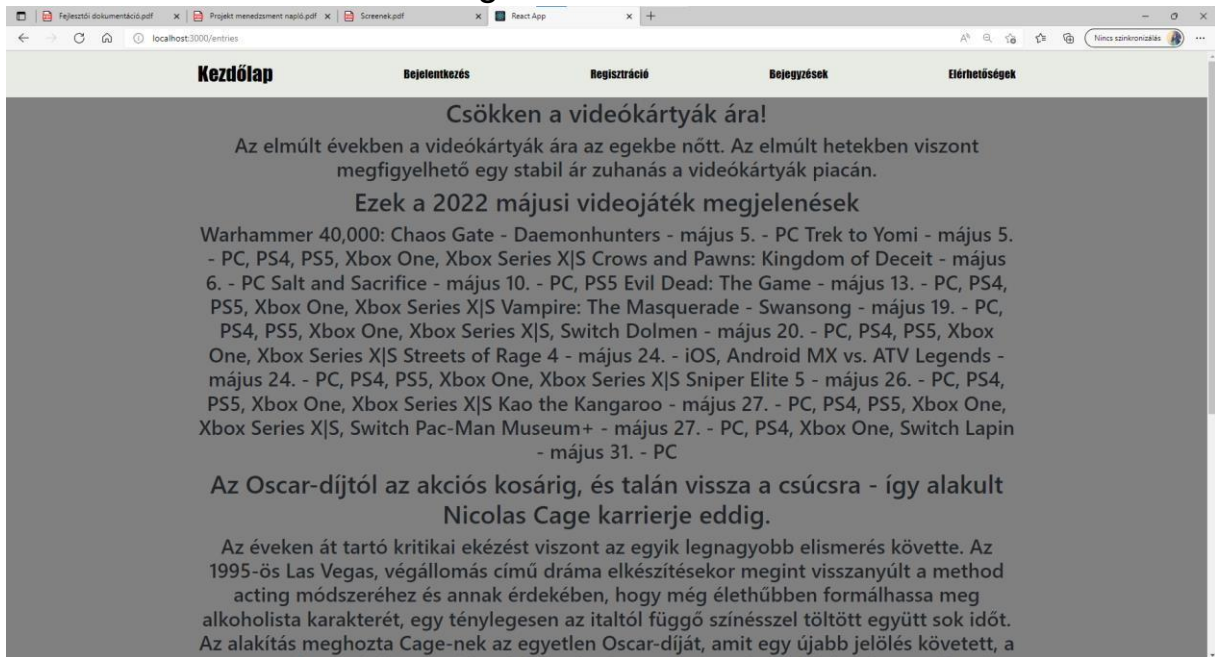 Fejlesztői dokumentáció.pdf
Projekt menedzsment napló.pdf
Screenek.pdf
React App
localhost:3000/entries
Nincs szinkronizálás
Kezdőlap
Bejelentkezés
Regisztráció
Bejegyzések
Elérhetőségek
Csökken a videókártyák ára!
Az elmúlt években a videókártyák ára az egekbe nőtt. Az elmúlt hetekben viszont
megfigyelhető egy stabil ár zuhanás a videókártyák piacán.
Ezek a 2022 májusi videojáték megjelenések
Warhammer 40,000: Chaos Gate - Daemonhunters - május 5. - PC Trek to Yomi - május 5.
- PC, PS4, PS5, Xbox One, Xbox Series X|S Crows and Pawns: Kingdom of Deceit - május
6. - PC Salt and Sacrifice - május 10. - PC, PS5 Evil Dead: The Game - május 13. - PC, PS4,
PS5, Xbox One, Xbox Series X|S Vampire: The Masquerade - Swansong - május 19. - PC,
PS4, PS5, Xbox One, Xbox Series X|S, Switch Dolmen - május 20. - PC, PS4, PS5, Xbox
One, Xbox Series X|S Streets of Rage 4 - május 24. - iOS, Android MX vs. ATV Legends -
május 24. - PC, PS4, PS5, Xbox One, Xbox Series X|S Sniper Elite 5 - május 26. - PC, PS4,
PS5, Xbox One, Xbox Series X|S Kao the Kangaroo - május 27. - PC, PS4, PS5, Xbox One,
Xbox Series X|S, Switch Pac-Man Museum+ - május 27. - PC, PS4, Xbox One, Switch Lapin
- május 31. - PC
Az Oscar-díjtól az akciós kosárig, és talán vissza a csúcsra - így alakult
Nicolas Cage karrierje eddig.
Az éveken át tartó kritikai ekézést viszont az egyik legnagyobb elismerés követte. Az
1995-ös Las Vegas, végállomás című dráma elkészítésekor megint visszanyúlt a method
acting módszeréhez és annak érdekében, hogy még élethűbben formálhassa meg
alkoholista karakterét, egy ténylegesen az italtól függő színésszel töltött együtt sok időt.
Az alakítás meghozta Cage-nek az egyetlen Oscar-díját, amit egy újabb jelölés követett, a